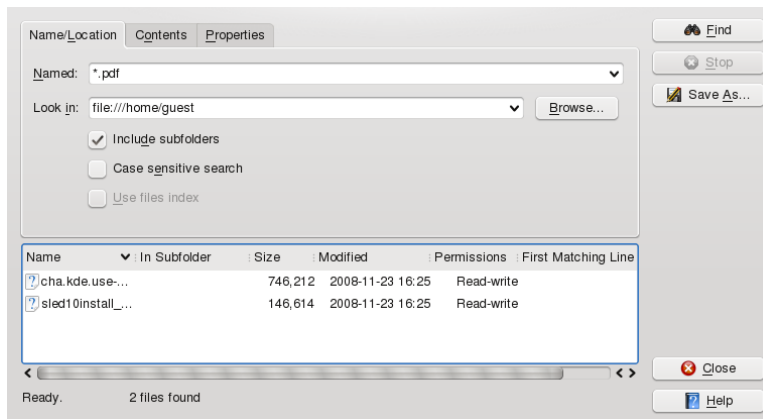 Name/Location Contents Properties
Find
Named: *.pdf
Stop
Look in: file:///home/guest Browse...
Save As...
Include subfolders
Case sensitive search
Use files index
Name In Subfolder Size Modified Permissions First Matching Line
cha.kde.use-... 746,212 2008-11-23 16:25 Read-write
sled10install_... 146,614 2008-11-23 16:25 Read-write
Close
Ready. 2 files found
Help